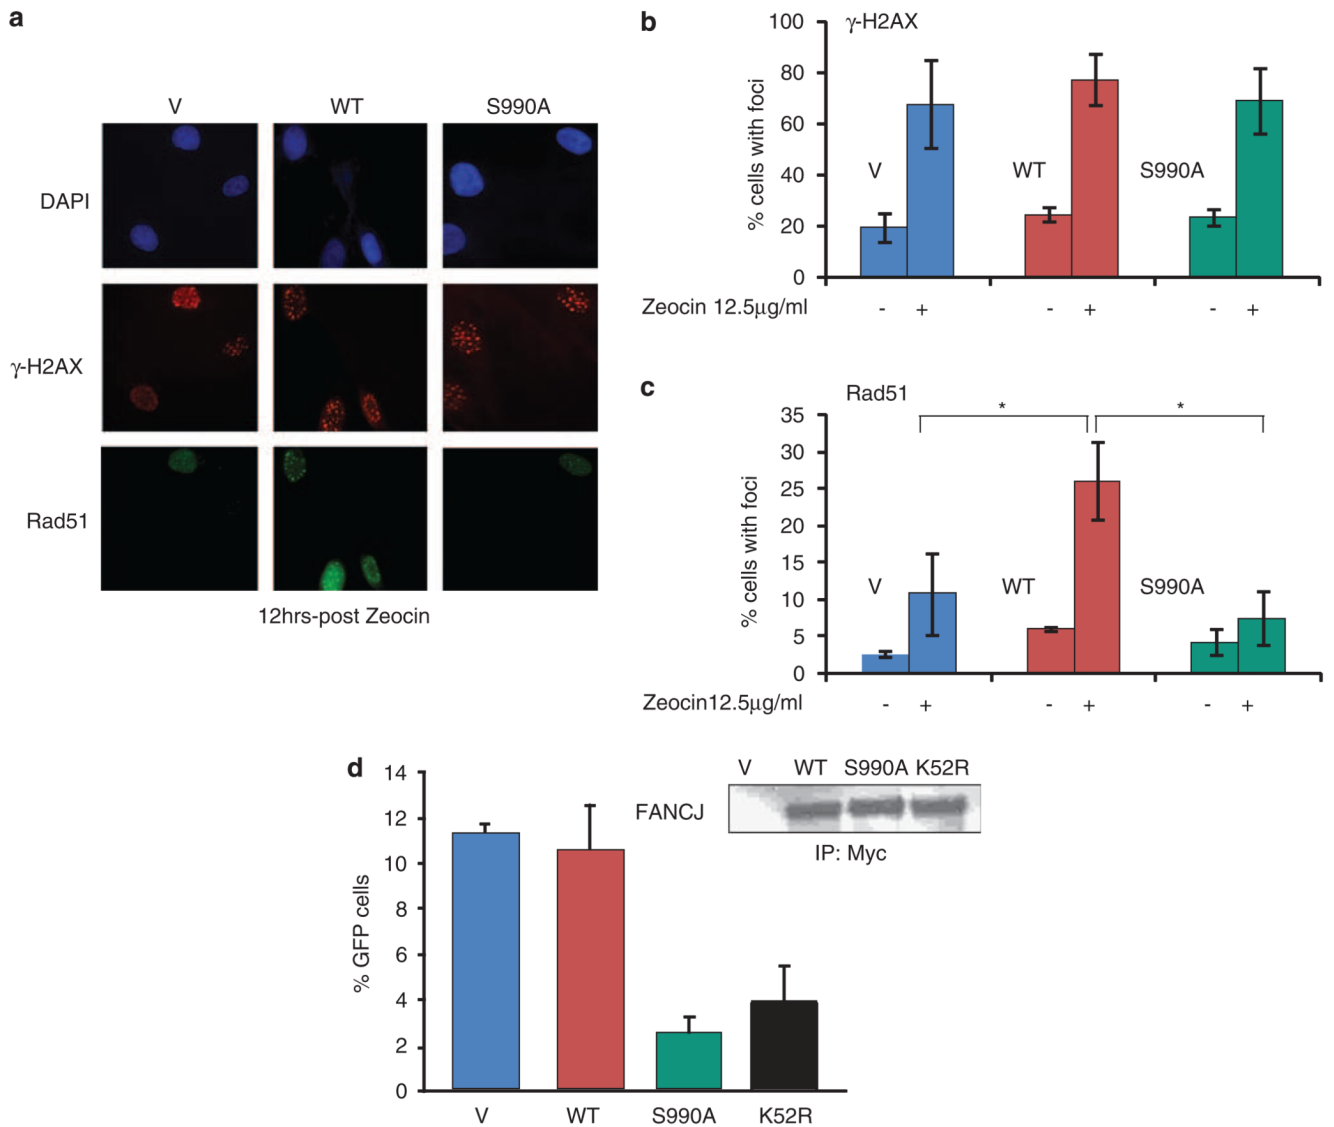 a
V WT S990A
DAPI
γ-H2AX
Rad51
12hrs-post Zeocin
b
γ-H2AX
% cells with foci
100
80
60
40
20
0
V WT S990A
Zeocin 12.5μg/ml - + - + - +
c
Rad51
% cells with foci
35
30
25
20
15
10
5
0
* *
V WT S990A
Zeocin12.5μg/ml - + - + - +
d
% GFP cells
14
12
10
8
6
4
2
0
V WT S990A K52R
V WT S990A K52R
FANCJ
IP: Myc